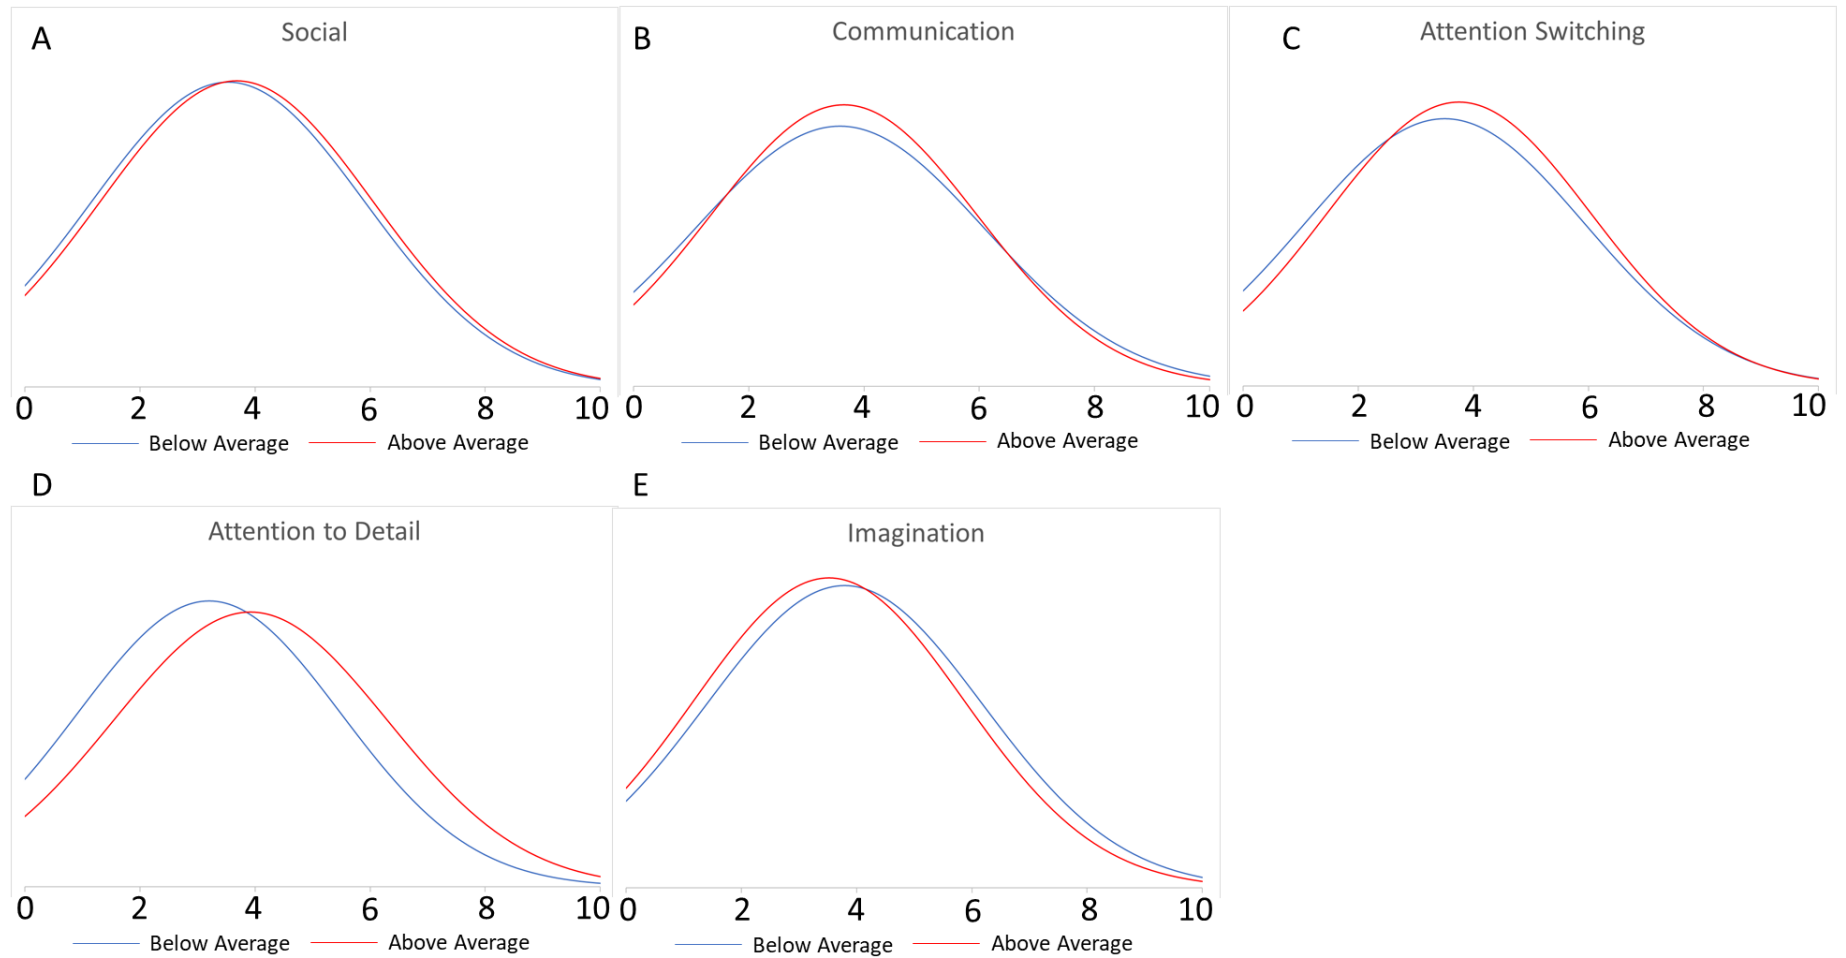 A
Social
0 2 4 6 8 10
Below Average Above Average
B
Communication
0 2 4 6 8 10
Below Average Above Average
C
Attention Switching
0 2 4 6 8 10
Below Average Above Average
D
Attention to Detail
0 2 4 6 8 10
Below Average Above Average
E
Imagination
0 2 4 6 8 10
Below Average Above Average